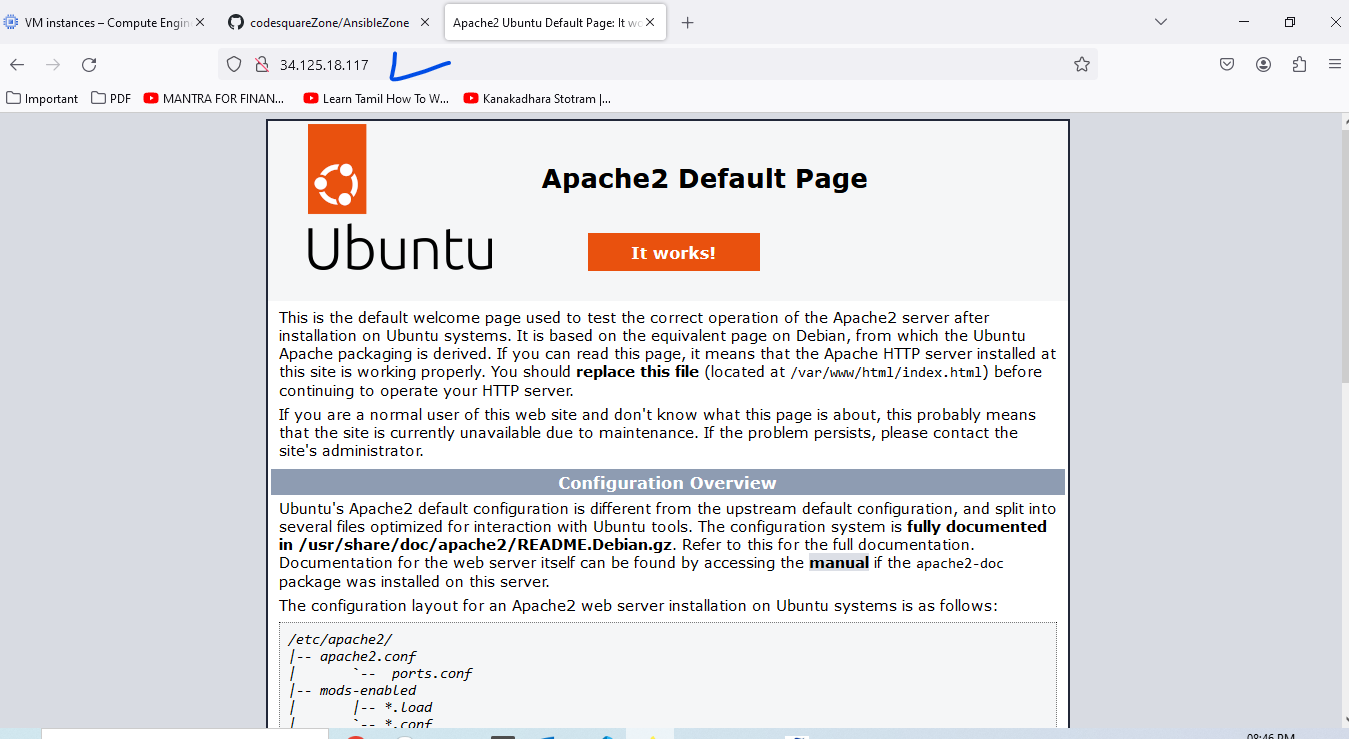 VM instances – Compute Engin
codesquareZone/AnsibleZone
Apache2 Ubuntu Default Page: It wo
34.125.18.117
Important
PDF
MANTRA FOR FINAN...
Learn Tamil How To W...
Kanakadhara Stotram |...
Apache2 Default Page
Ubuntu
It works!
This is the default welcome page used to test the correct operation of the Apache2 server after
installation on Ubuntu systems. It is based on the equivalent page on Debian, from which the Ubuntu
Apache packaging is derived. If you can read this page, it means that the Apache HTTP server installed at
this site is working properly. You should replace this file (located at /var/www/html/index.html) before
continuing to operate your HTTP server.
If you are a normal user of this web site and don't know what this page is about, this probably means
that the site is currently unavailable due to maintenance. If the problem persists, please contact the
site's administrator.
Configuration Overview
Ubuntu's Apache2 default configuration is different from the upstream default configuration, and split into
several files optimized for interaction with Ubuntu tools. The configuration system is fully documented
in /usr/share/doc/apache2/README.Debian.gz. Refer to this for the full documentation.
Documentation for the web server itself can be found by accessing the manual if the apache2-doc
package was installed on this server.
The configuration layout for an Apache2 web server installation on Ubuntu systems is as follows:
/etc/apache2/
|-- apache2.conf
|       `--  ports.conf
|-- mods-enabled
|       |-- *.load
|       `-- *.conf
08:46 PM